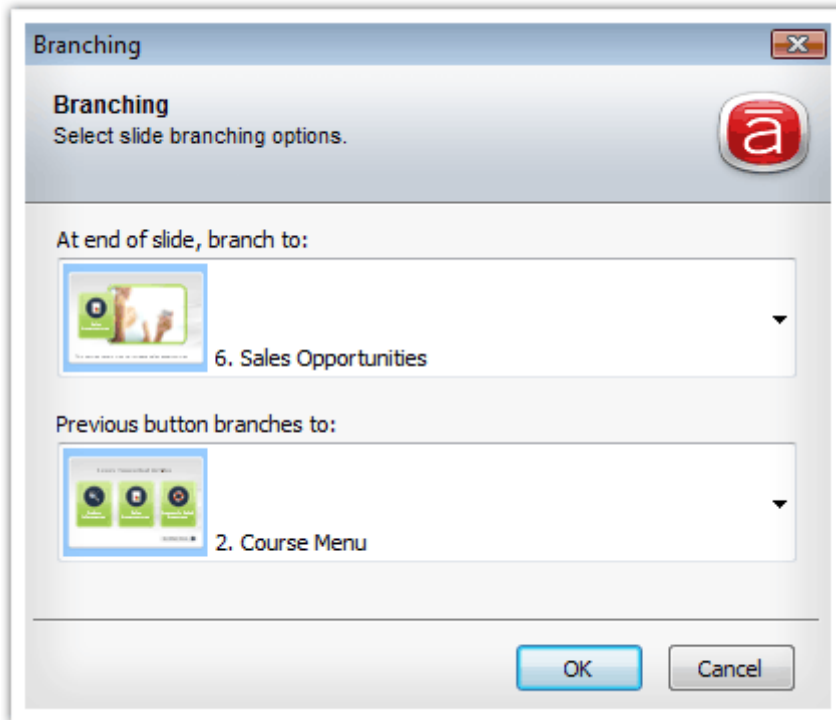 Branching
Branching
Select slide branching options.
ā
At end of slide, branch to:
6. Sales Opportunities
Previous button branches to:
2. Course Menu
OK
Cancel